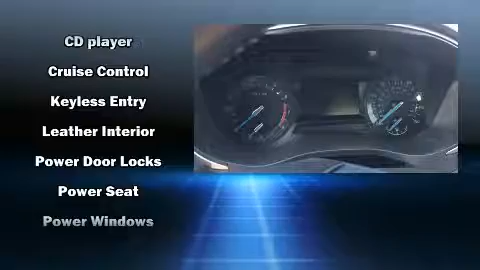 CD player
Cruise Control
Keyless Entry
Leather Interior
Power Door Locks
Power Seat
Power Windows